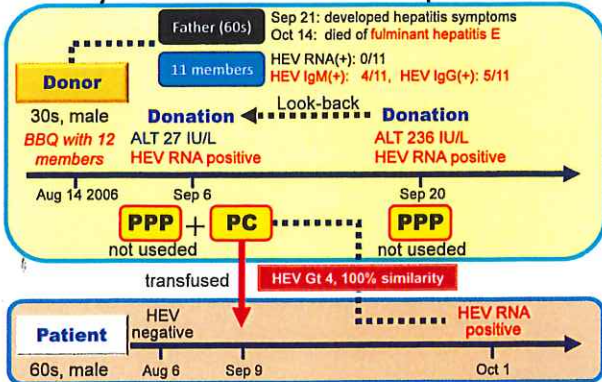 Father (60s)
Sep 21: developed hepatitis symptoms
Oct 14: died of fulminant hepatitis E
11 members
HEV RNA(+): 0/11
HEV IgM(+): 4/11, HEV IgG(+): 5/11
Donor
30s, male
BBQ with 12
members
Donation
Look-back
Donation
ALT 27 IU/L
HEV RNA positive
ALT 236 IU/L
HEV RNA positive
Aug 14 2006
Sep 6
Sep 20
PPP + PC
PPP
not useded
not useded
transfused
HEV Gt 4, 100% similarity
Patient
60s, male
HEV
negative
HEV RNA
positive
Aug 6
Sep 9
Oct 1